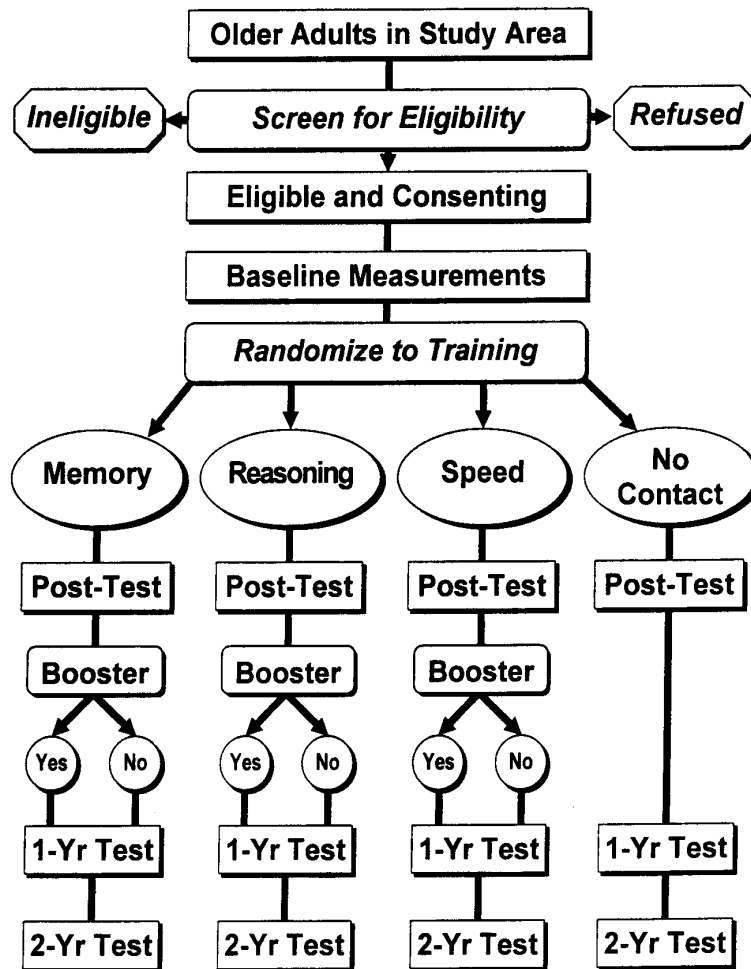 Older Adults in Study Area
Ineligible
Screen for Eligibility
Refused
Eligible and Consenting
Baseline Measurements
Randomize to Training
Memory
Reasoning
Speed
No
Contact
Post-Test
Post-Test
Post-Test
Post-Test
Booster
Booster
Booster
Yes
No
Yes
No
Yes
No
1-Yr Test
1-Yr Test
1-Yr Test
1-Yr Test
2-Yr Test
2-Yr Test
2-Yr Test
2-Yr Test